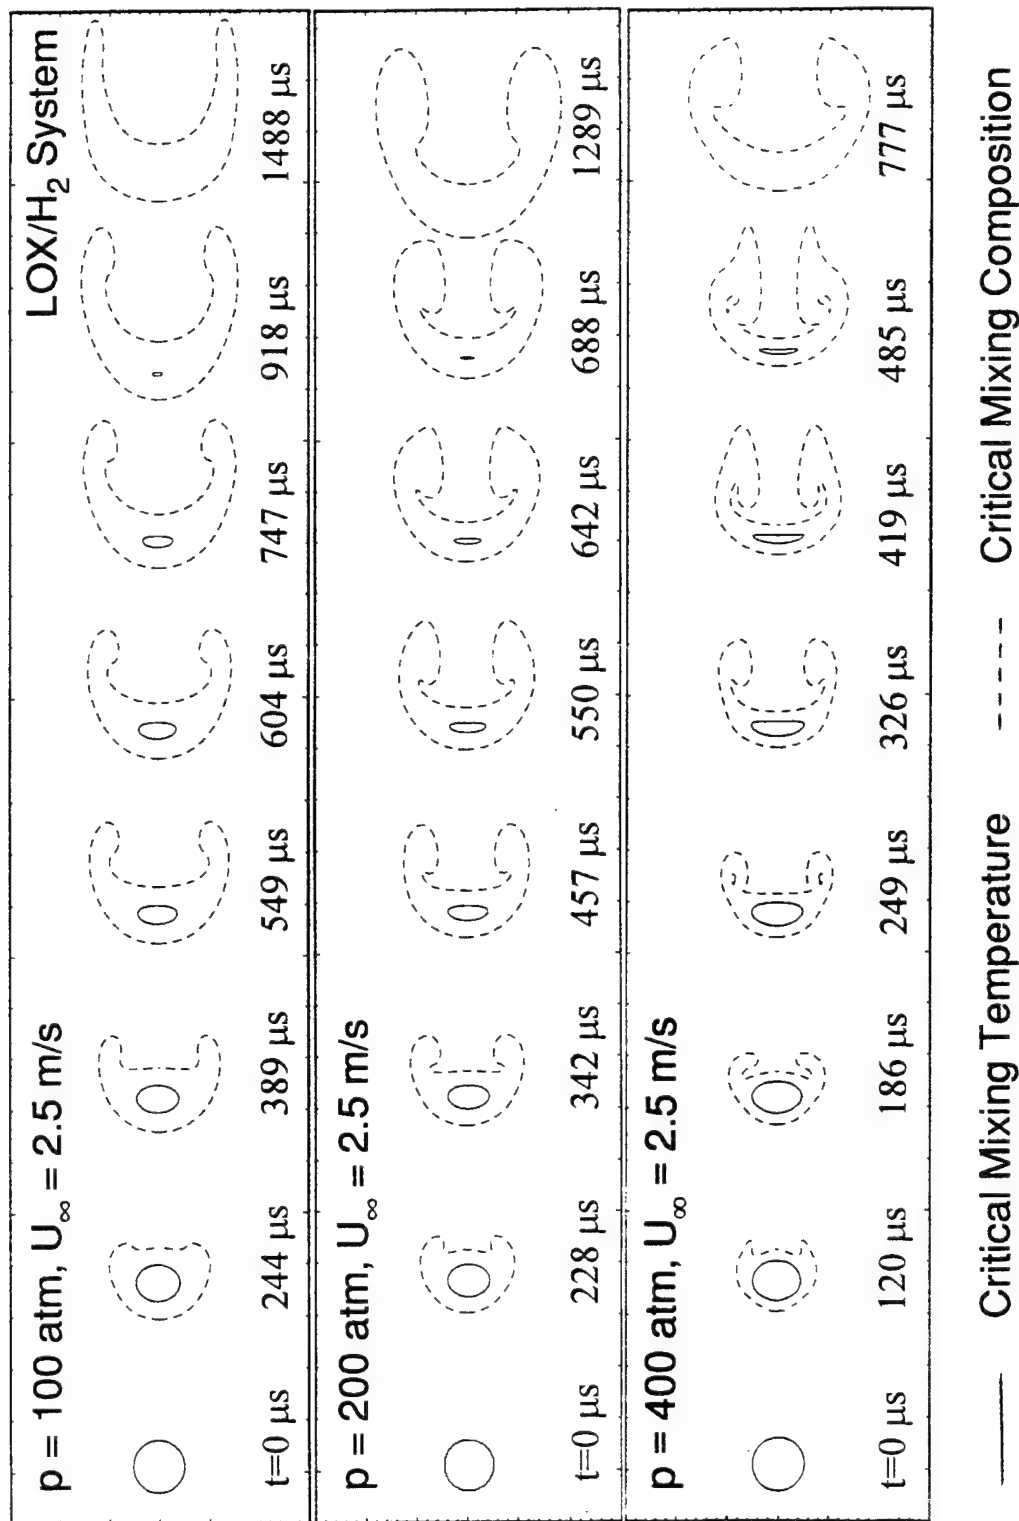 LOX/H₂ System
p = 100 atm, U∞ = 2.5 m/s
t=0 μs 244 μs 389 μs 549 μs 604 μs 747 μs 918 μs 1488 μs
p = 200 atm, U∞ = 2.5 m/s
t=0 μs 228 μs 342 μs 457 μs 550 μs 642 μs 688 μs 1289 μs
p = 400 atm, U∞ = 2.5 m/s
t=0 μs 120 μs 186 μs 249 μs 326 μs 419 μs 485 μs 777 μs
Critical Mixing Temperature
Critical Mixing Composition